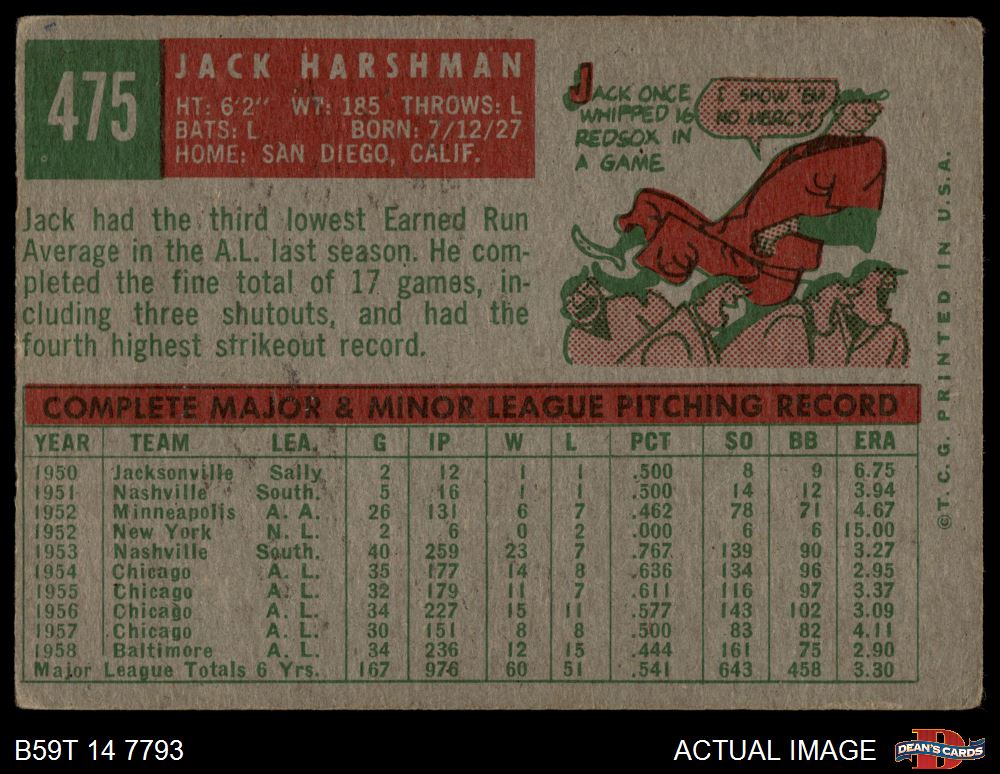 475
JACK HARSHMAN
HT: 6'2" WT: 185 THROWS: L
BATS: L BORN: 7/12/27
HOME: SAN DIEGO, CALIF.
Jack had the third lowest Earned Run
Average in the A.L. last season. He com-
pleted the fine total of 17 games, in-
cluding three shutouts, and had the
fourth highest strikeout record.
JACK ONCE
WHIPPED 16
REDSOX IN
A GAME
I SHOW 'EM
NO MERCY!
©T. C. G. PRINTED IN U.S.A.
COMPLETE MAJOR & MINOR LEAGUE PITCHING RECORD
YEAR TEAM LEA. G IP W L PCT SO BB ERA
1950 Jacksonville Sally 2 12 1 1 .500 8 9 6.75
1951 Nashville South. 5 16 1 1 .500 14 12 3.94
1952 Minneapolis A. A. 26 131 6 7 .462 78 71 4.67
1952 New York N. L. 2 6 0 2 .000 6 6 15.00
1953 Nashville South. 40 259 23 7 .767 139 90 3.27
1954 Chicago A. L. 35 177 14 8 .636 134 96 2.95
1955 Chicago A. L. 32 179 11 7 .611 116 97 3.37
1956 Chicago A. L. 34 227 15 11 .577 143 102 3.09
1957 Chicago A. L. 30 151 8 8 .500 83 82 4.11
1958 Baltimore A. L. 34 236 12 15 .444 161 75 2.90
Major League Totals 6 Yrs. 167 976 60 51 .541 643 458 3.30
B59T 14 7793
ACTUAL IMAGE
D
DEAN'S CARDS